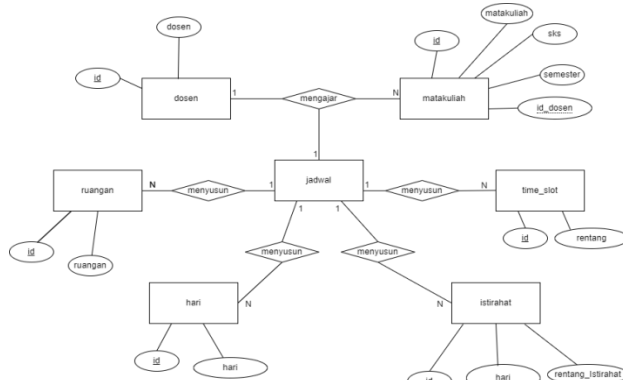 matakuliah
dosen
id
sks
id
semester
dosen
1
mengajar
N
matakuliah
id_dosen
1
ruangan
N
menyusun
1
jadwal
1
menyusun
N
time_slot
1
1
id
rentang
id
ruangan
menyusun
menyusun
hari
N
N
istirahat
id
hari
id
hari
rentang_Istirahat